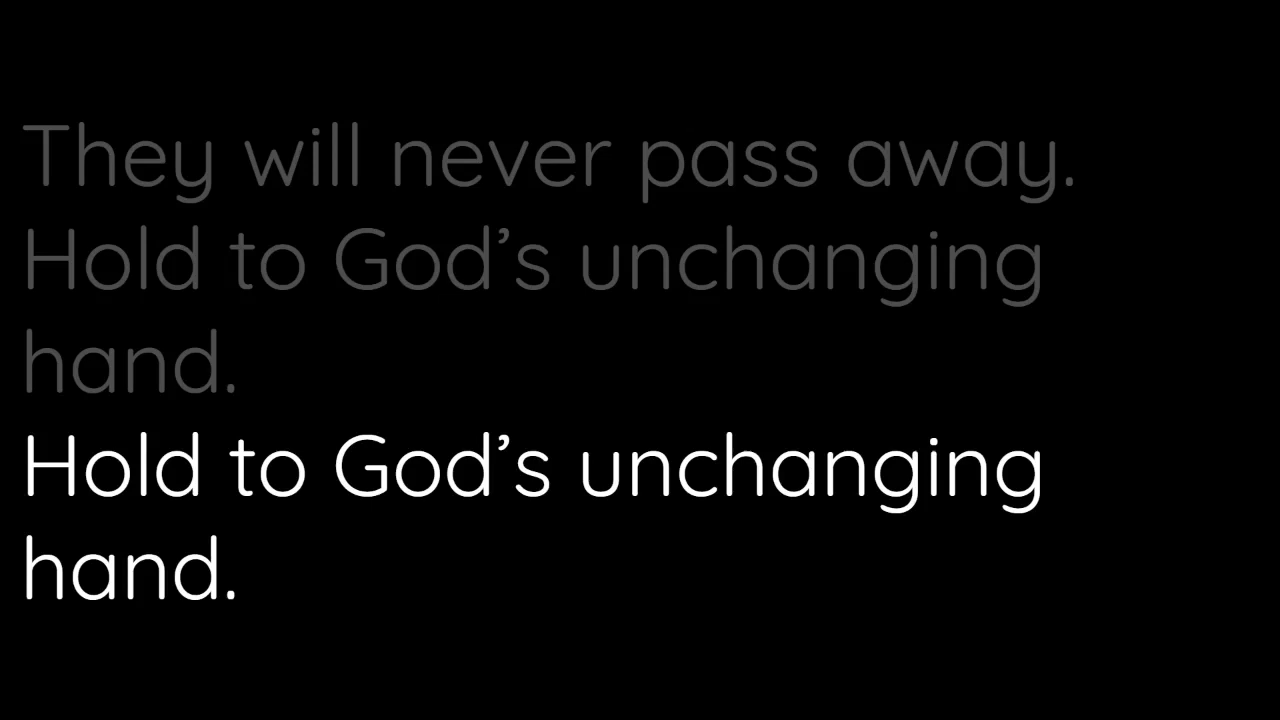 They will never pass away.
Hold to God’s unchanging
hand.
Hold to God’s unchanging
hand.